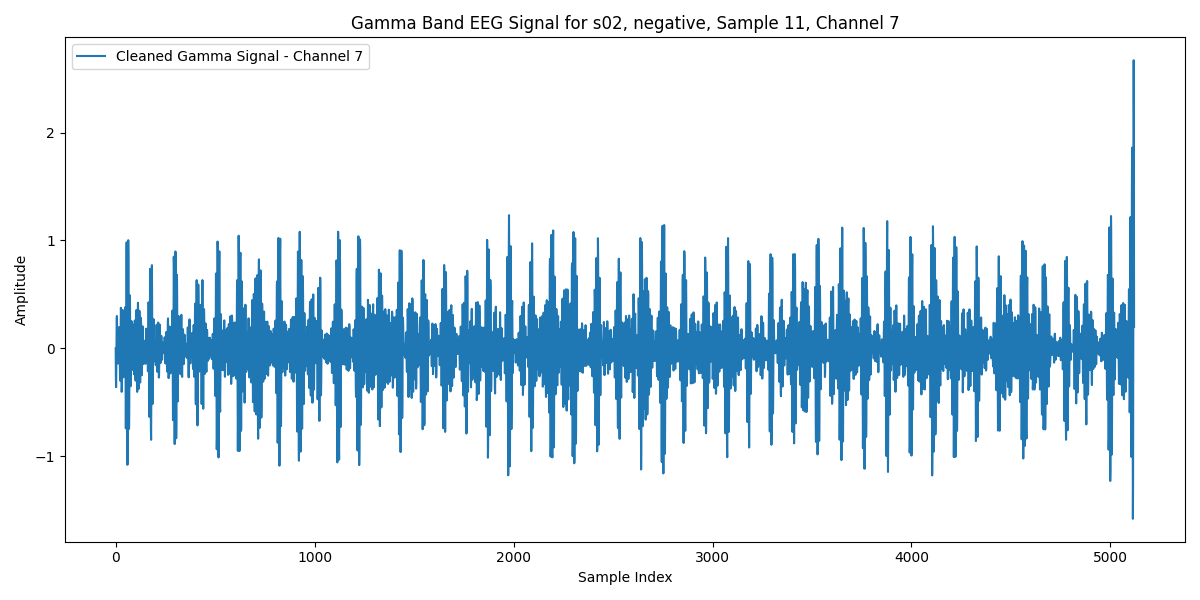 Gamma Band EEG Signal for s02, negative, Sample 11, Channel 7
Cleaned Gamma Signal - Channel 7
Amplitude
2
1
0
−1
0 1000 2000 3000 4000 5000
Sample Index